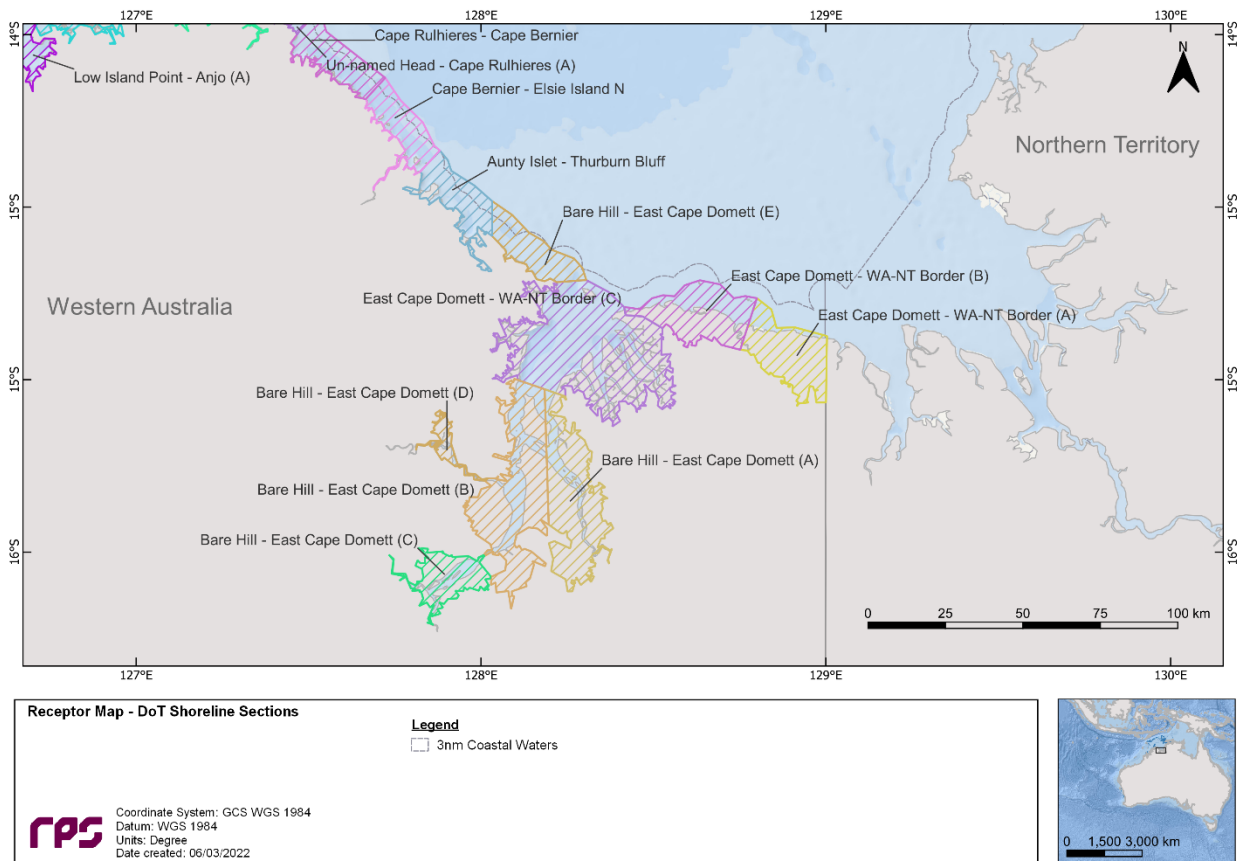 127°E 128°E 129°E 130°E
14°S 14°S
Cape Rulhieres - Cape Bernier
Un-named Head - Cape Rulhieres (A)
Low Island Point - Anjo (A)
Cape Bernier - Elsie Island N
N
Northern Territory
Aunty Islet - Thurburn Bluff
15°S 15°S
Bare Hill - East Cape Domett (E)
East Cape Domett - WA-NT Border (B)
East Cape Domett - WA-NT Border (C)
Western Australia
East Cape Domett - WA-NT Border (A)
15°S 15°S
Bare Hill - East Cape Domett (D)
Bare Hill - East Cape Domett (A)
Bare Hill - East Cape Domett (B)
Bare Hill - East Cape Domett (C)
16°S 16°S
0 25 50 75 100 km
127°E 128°E 129°E 130°E
Receptor Map - DoT Shoreline Sections
Legend
3nm Coastal Waters
rps
Coordinate System: GCS WGS 1984
Datum: WGS 1984
Units: Degree
Date created: 06/03/2022
0 1,500 3,000 km